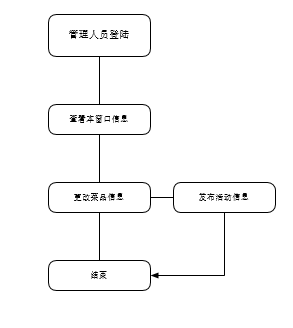 管理人员登陆
查看本窗口信息
更改菜品信息
发布活动信息
结束